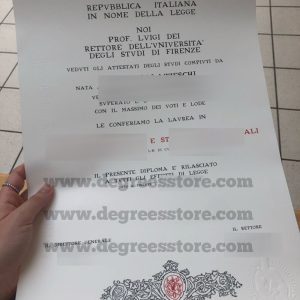 REPVBBLICA ITALIANA
IN NOME DELLA LEGGE
NOI
PROF. LVIGI DEI
RETTORE DELL'VNIVERSITA'
DEGLI STVDI DI FIRENZE
VEDVTI GLI ATTESTATI DEGLI STVDI COMPIVTI DA
NATA
SVPERATO
CON IL MASSIMO DEI VOTI E LODE
LE CONFERIAMO LA LAVREA IN
E ST ALI
IL PRESENTE DIPLOMA È RILASCIATO
www.degreesstore.com
A TVTTI GLI EFFETTI DI LEGGE
www.degreesstore.com
IL RETTORE
IL DIRETTORE GENERALE
www.degreesstore.com